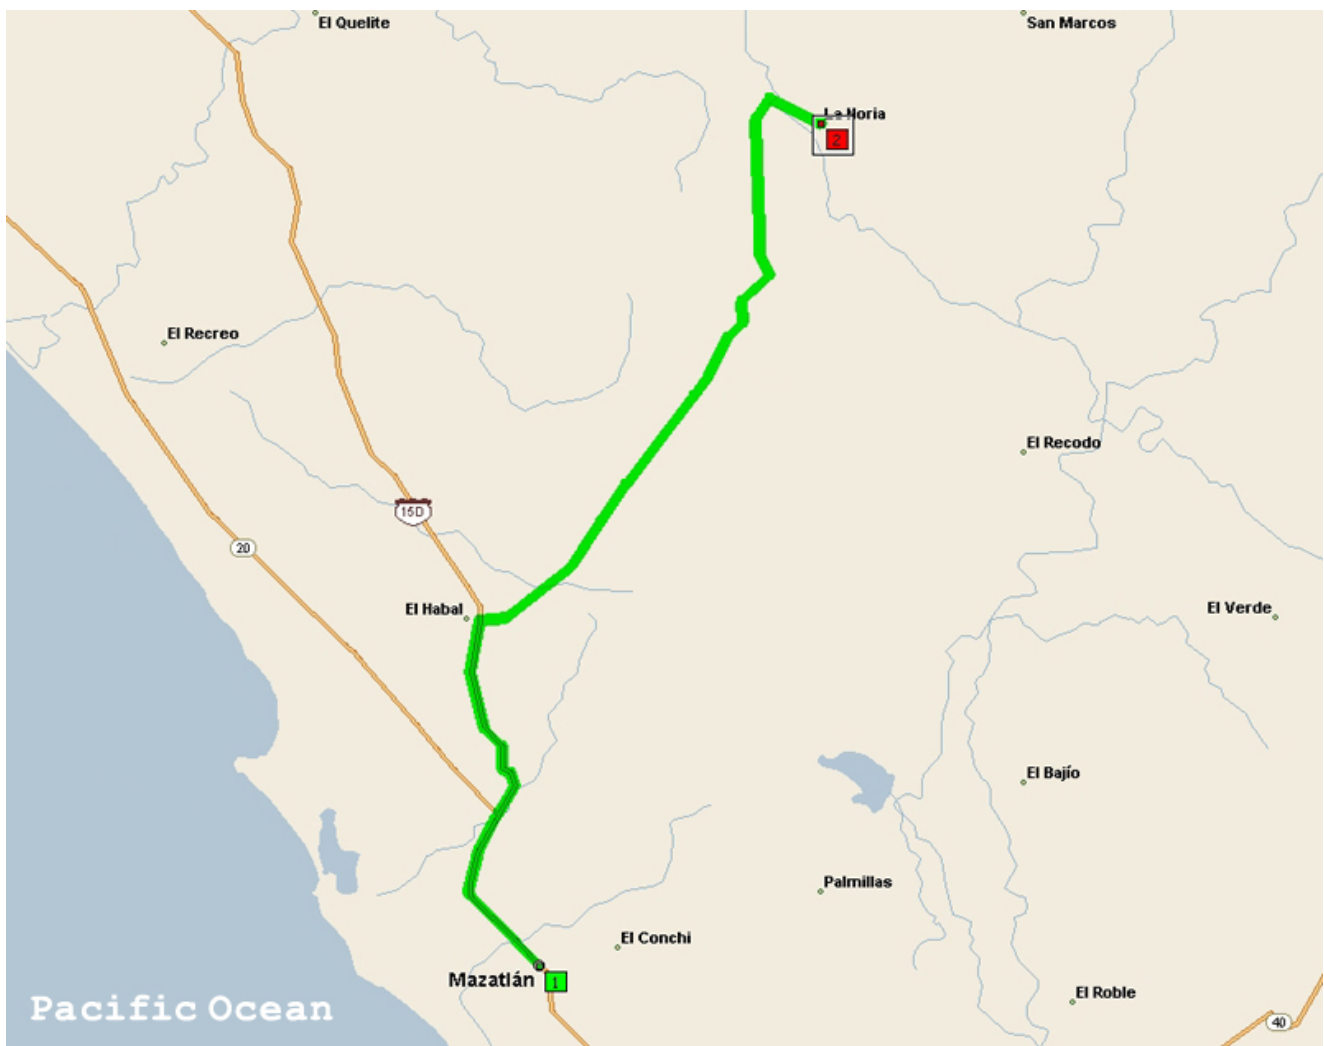 El Quelite
San Marcos
La Noria
2
El Recreo
El Recodo
15D
20
El Habal
El Verde
El Bajío
Palmillas
El Conchi
Mazatlán
1
El Roble
Pacific Ocean
40